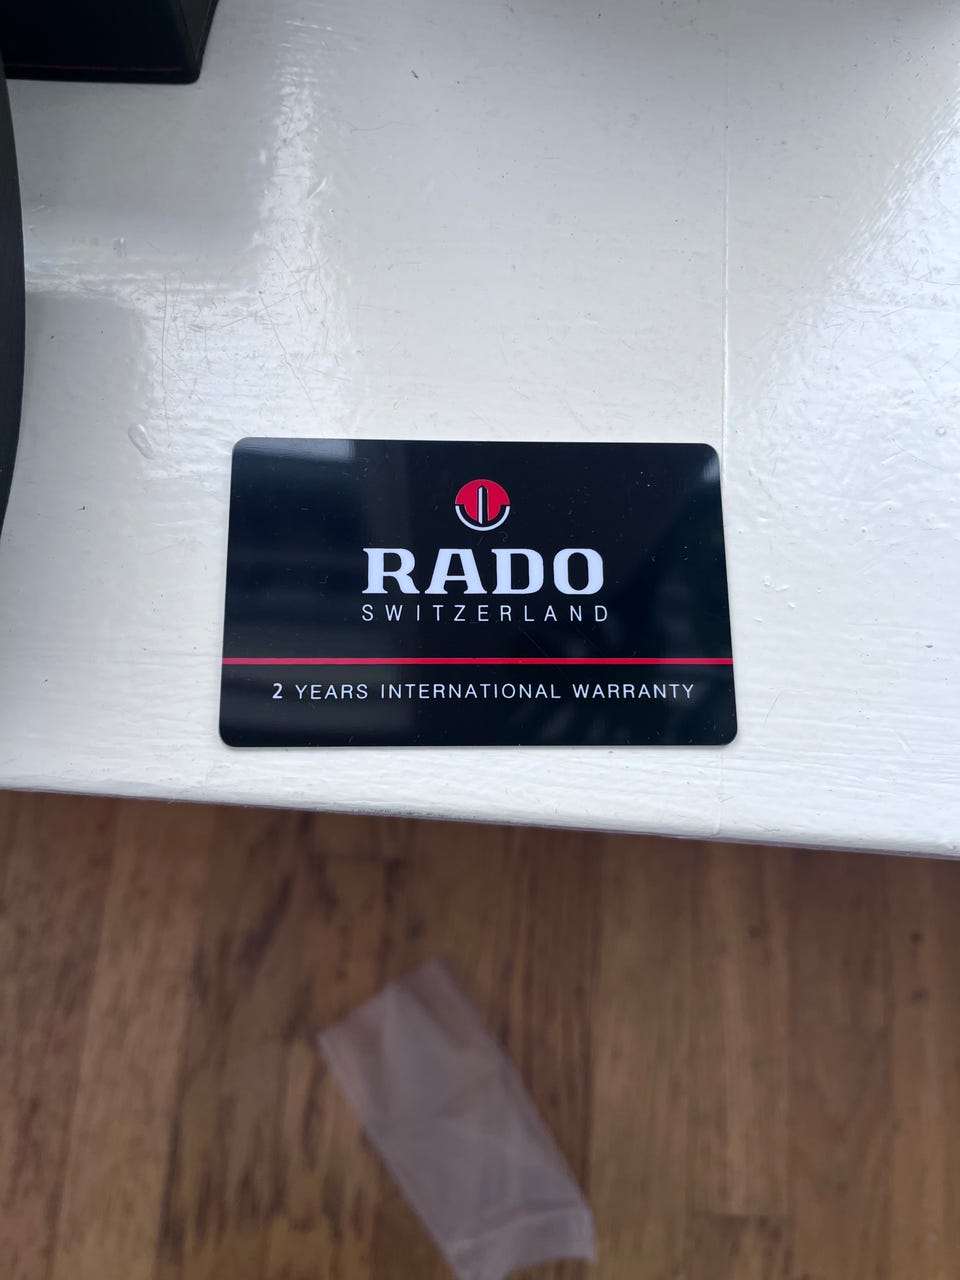 RADO
SWITZERLAND
2 YEARS INTERNATIONAL WARRANTY